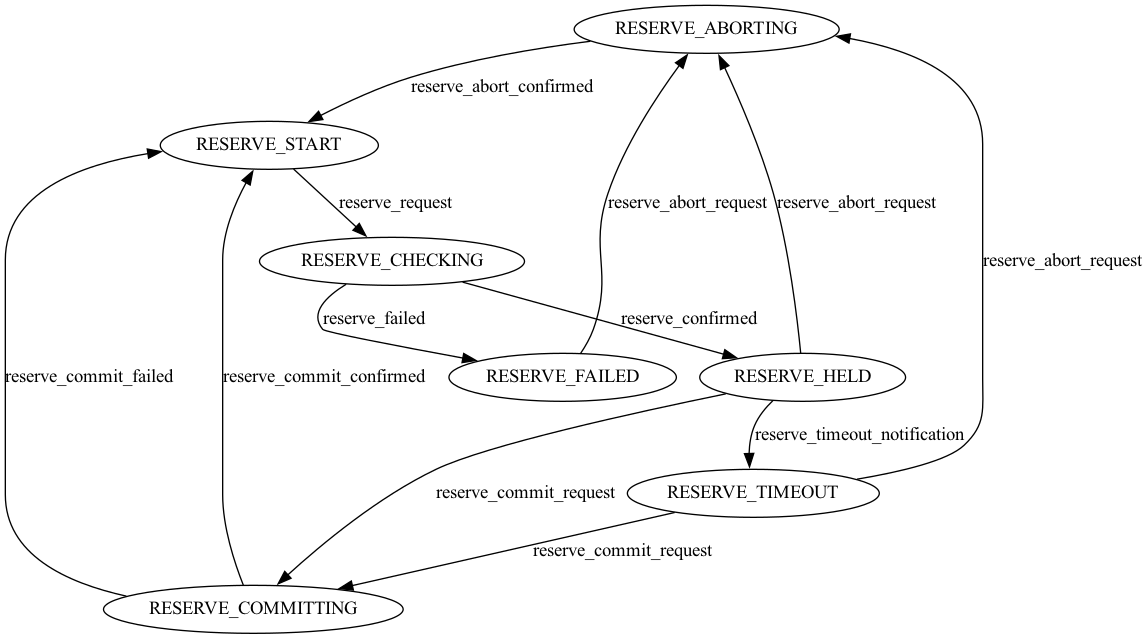 RESERVE_ABORTING
reserve_abort_confirmed
RESERVE_START
reserve_request
reserve_abort_request
reserve_abort_request
RESERVE_CHECKING
reserve_abort_request
reserve_failed
reserve_confirmed
reserve_commit_failed
reserve_commit_confirmed
RESERVE_FAILED
RESERVE_HELD
reserve_timeout_notification
reserve_commit_request
RESERVE_TIMEOUT
reserve_commit_request
RESERVE_COMMITTING